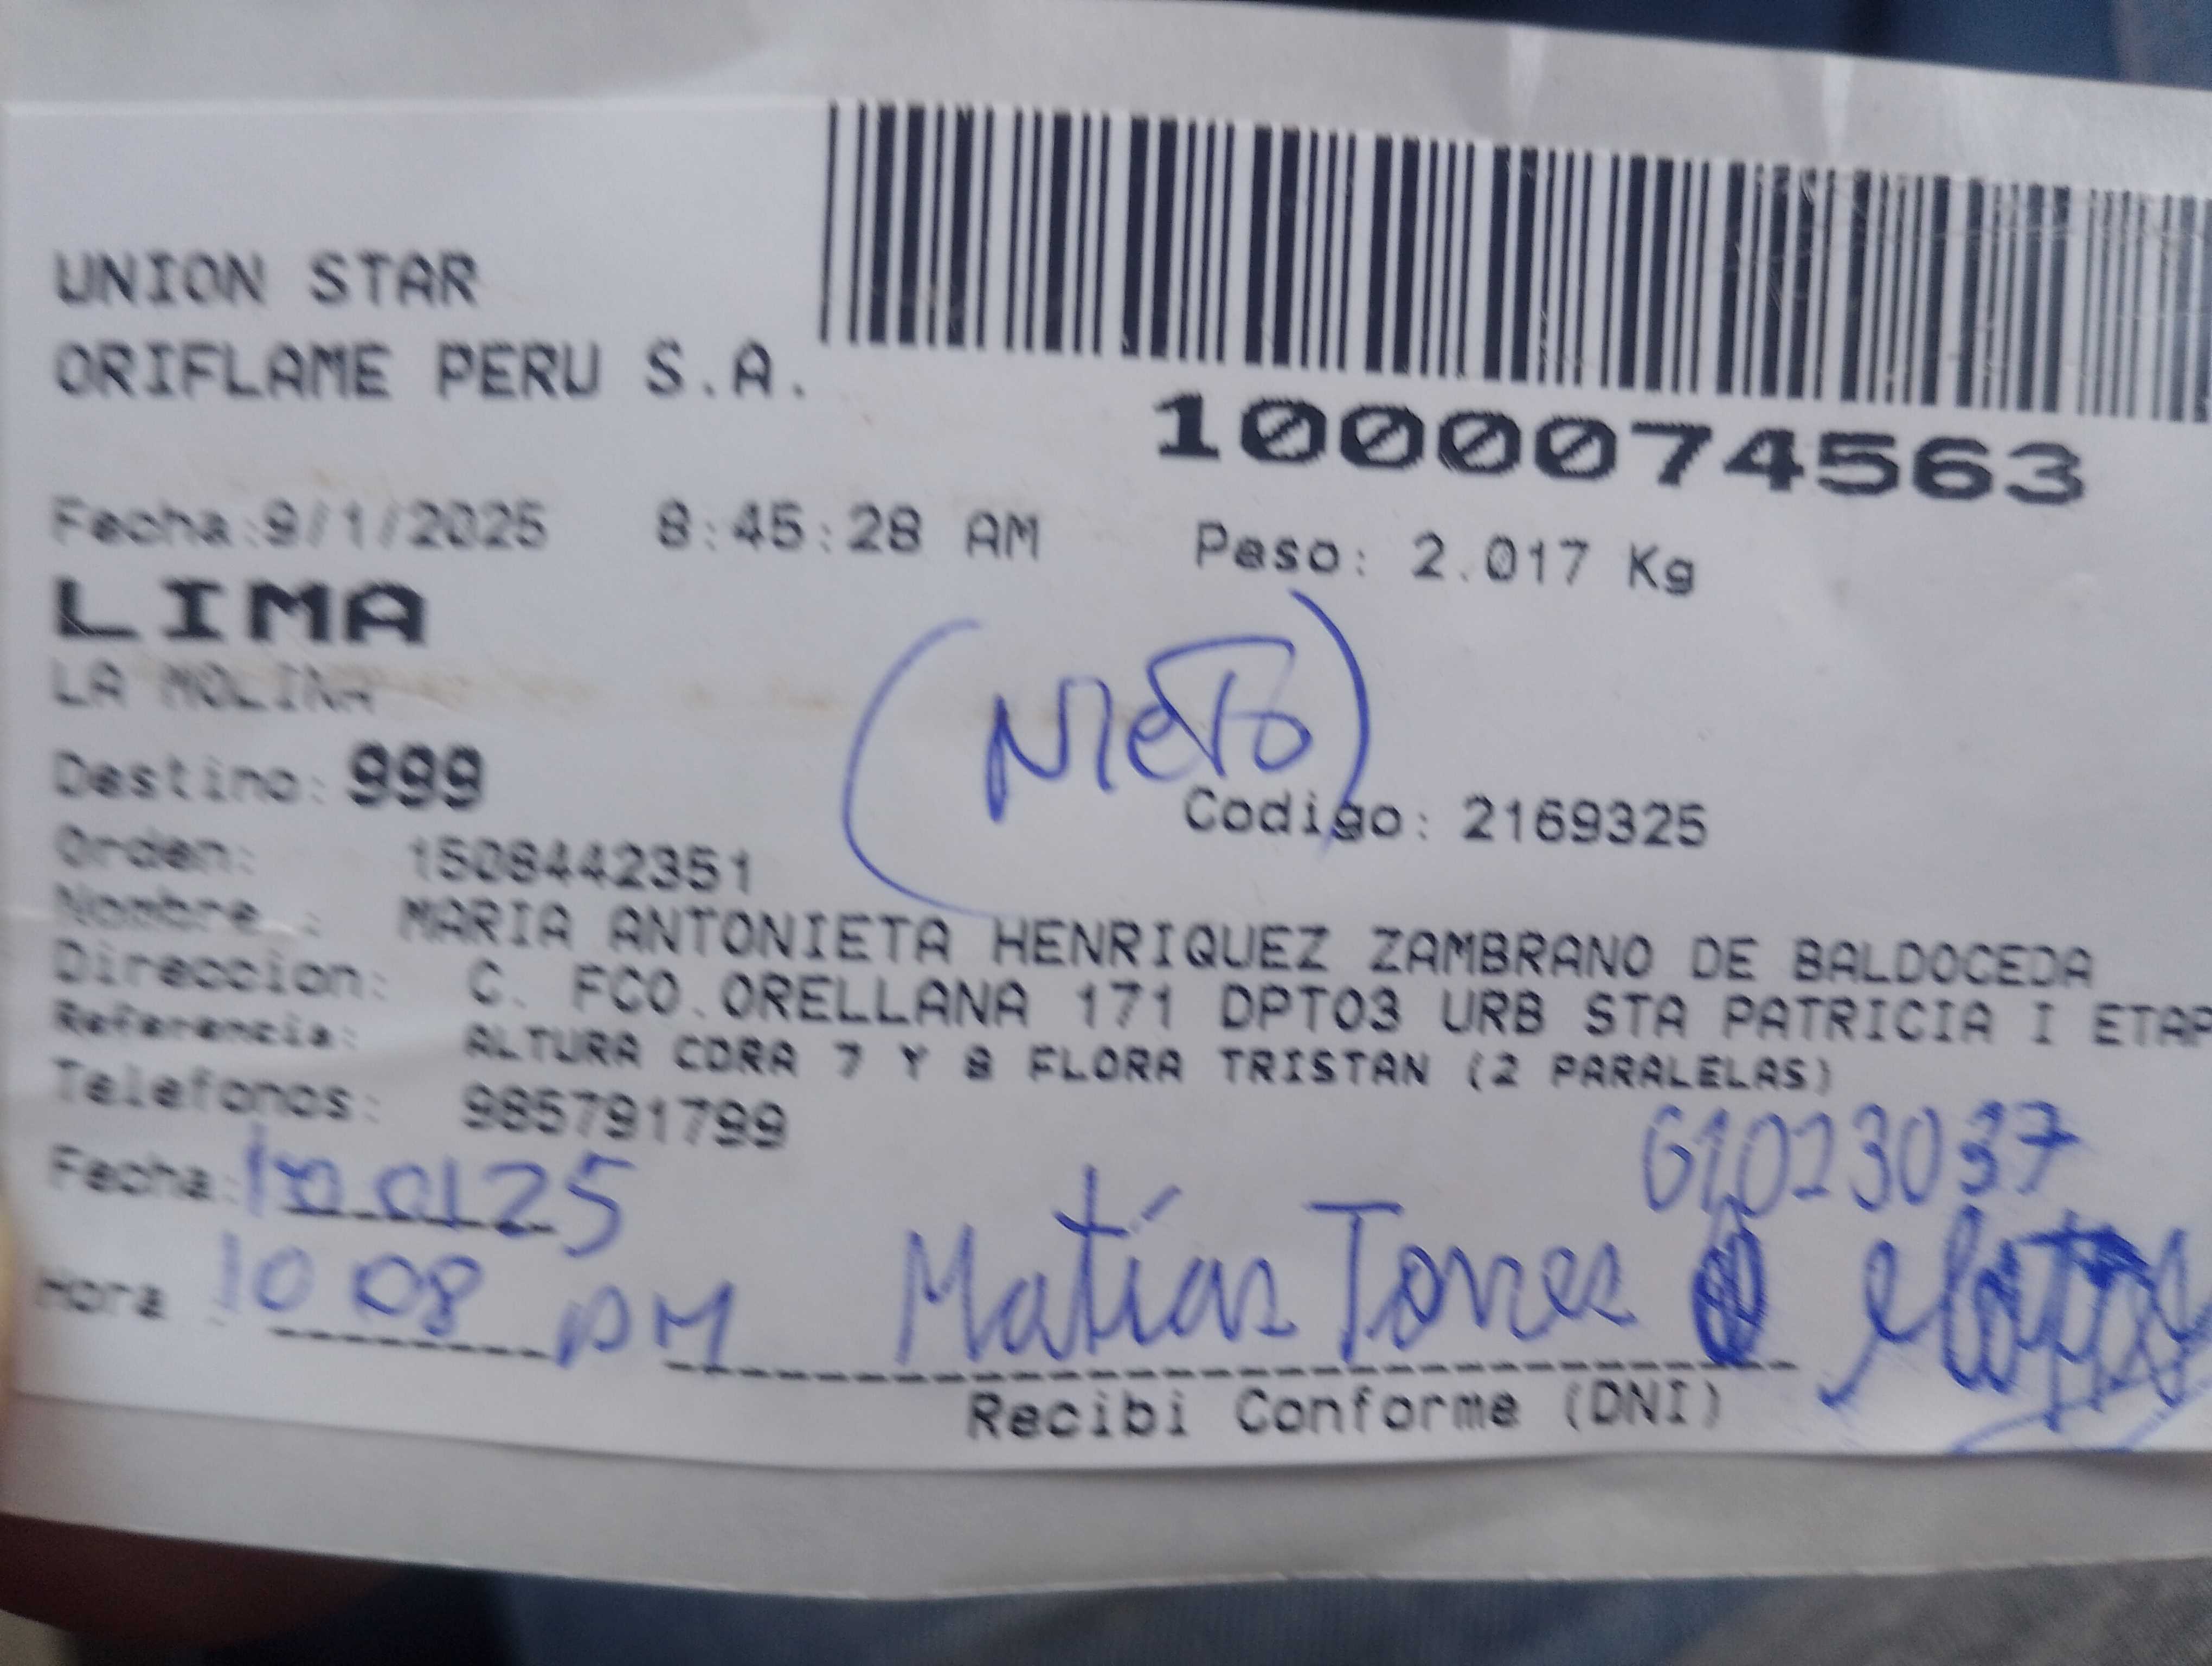 UNION STAR
ORIFLAME PERU S.A.
1000074563
Fecha:9/1/2025 8:45:28 AM Peso: 2.017 Kg
LIMA
LA MOLINA
(Nieto)
Destino: 999
Codigo: 2169325
Orden: 1508442351
Nombre.: MARIA ANTONIETA HENRIQUEZ ZAMBRANO DE BALDOCEDA
Direccion: C. FCO.ORELLANA 171 DPTO3 URB STA PATRICIA I ETAP
Referencia: ALTURA CDRA 7 Y 8 FLORA TRISTAN (2 PARALELAS)
Telefonos: 985791799
61023037
Fecha: 10 01 25
Hora : 10 08 PM Matías Torres
Recibi Conforme (DNI)